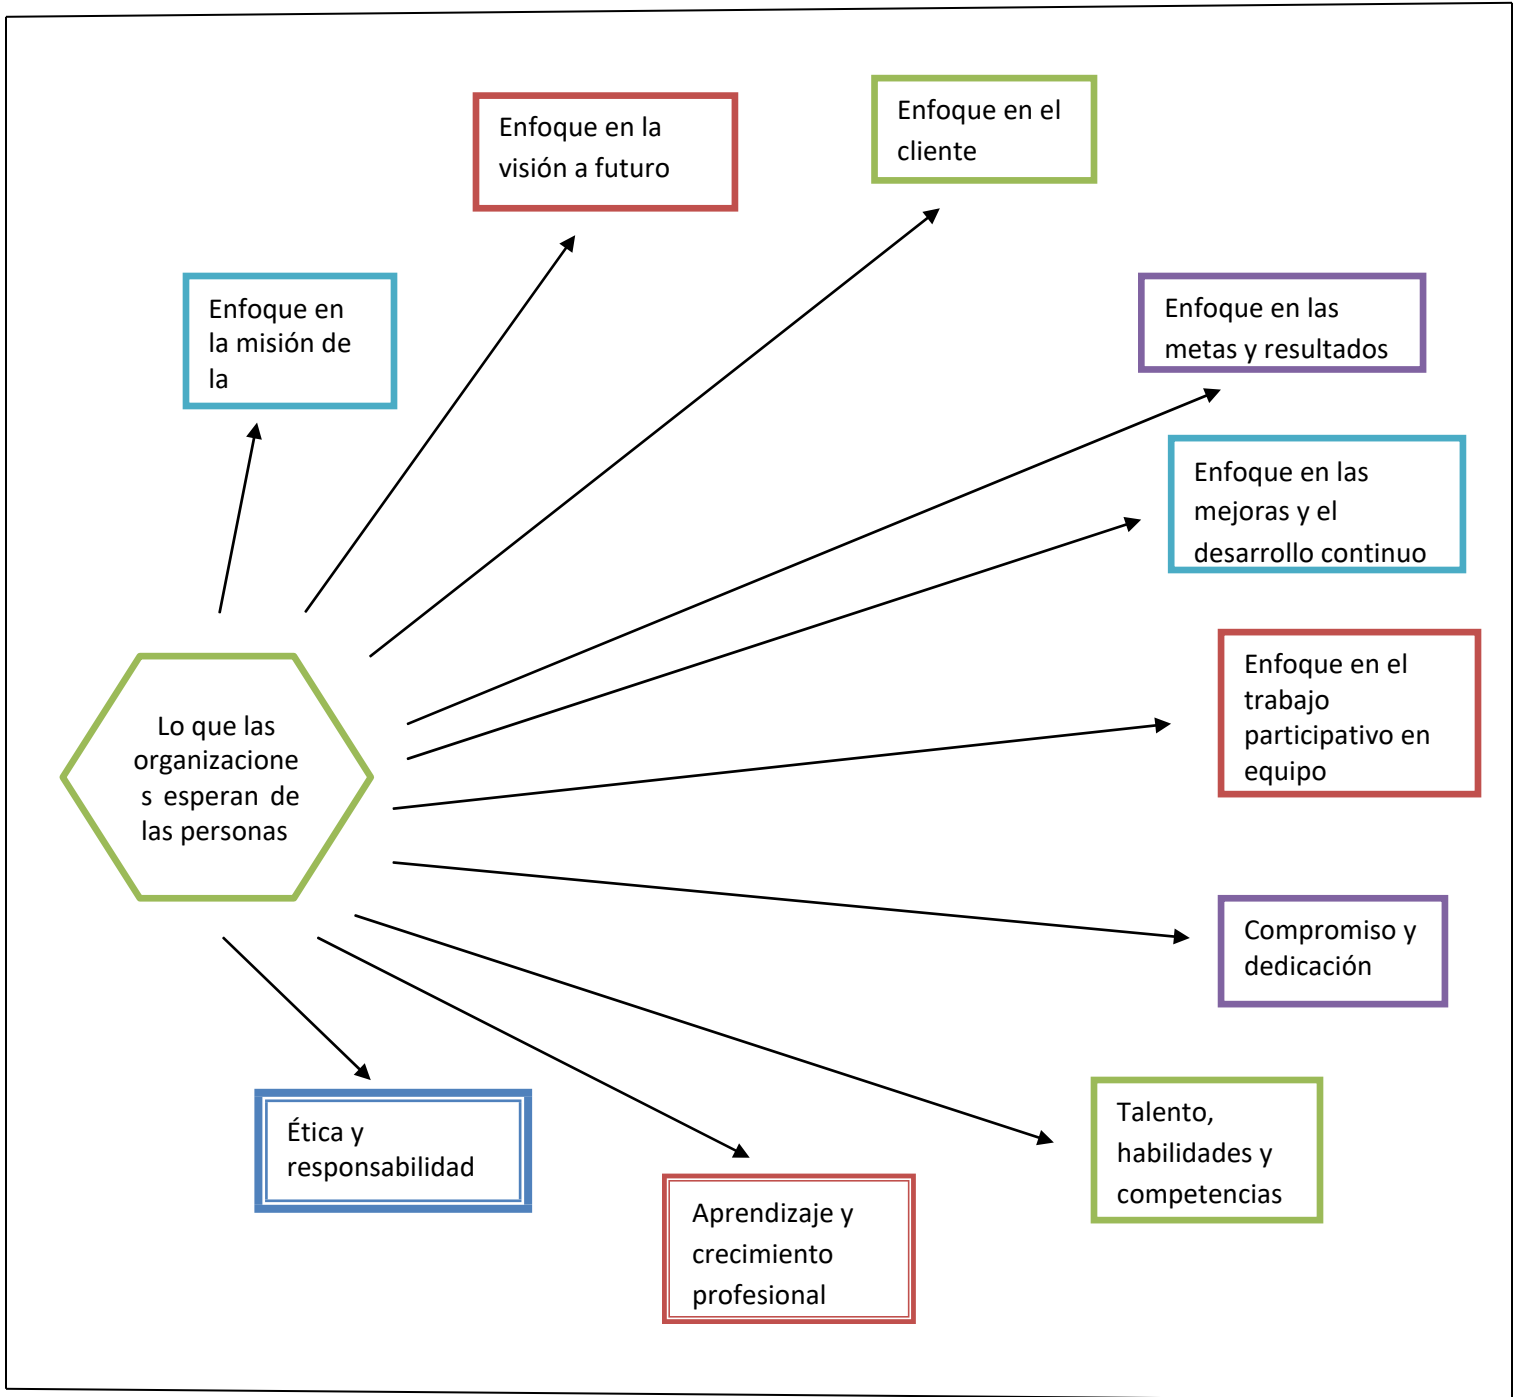 Enfoque en la
visión a futuro
Enfoque en el
cliente
Enfoque en
la misión de
la
Enfoque en las
metas y resultados
Enfoque en las
mejoras y el
desarrollo continuo
Enfoque en el
trabajo
participativo en
equipo
Lo que las
organizacione
s esperan de
las personas
Compromiso y
dedicación
Talento,
habilidades y
competencias
Ética y
responsabilidad
Aprendizaje y
crecimiento
profesional